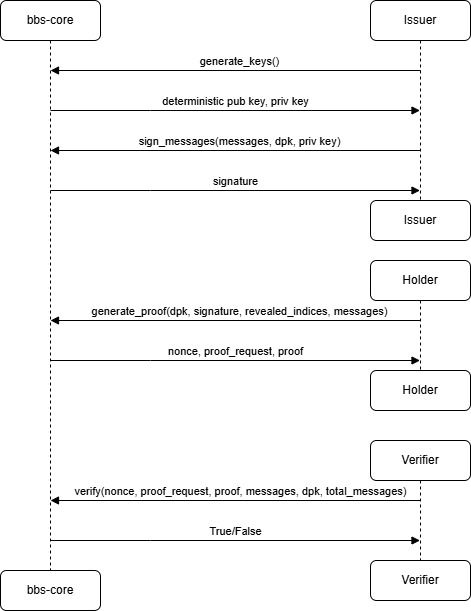 bbs-core
Issuer
generate_keys()
deterministic pub key, priv key
sign_messages(messages, dpk, priv key)
signature
Issuer
Holder
generate_proof(dpk, signature, revealed_indices, messages)
nonce, proof_request, proof
Holder
Verifier
verify(nonce, proof_request, proof, messages, dpk, total_messages)
True/False
Verifier
bbs-core